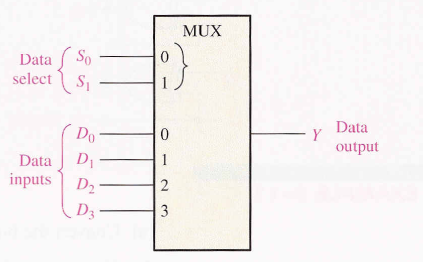 MUX
Data select
S0 0
S1 1
Data inputs
D0 0
D1 1
D2 2
D3 3
Y Data output